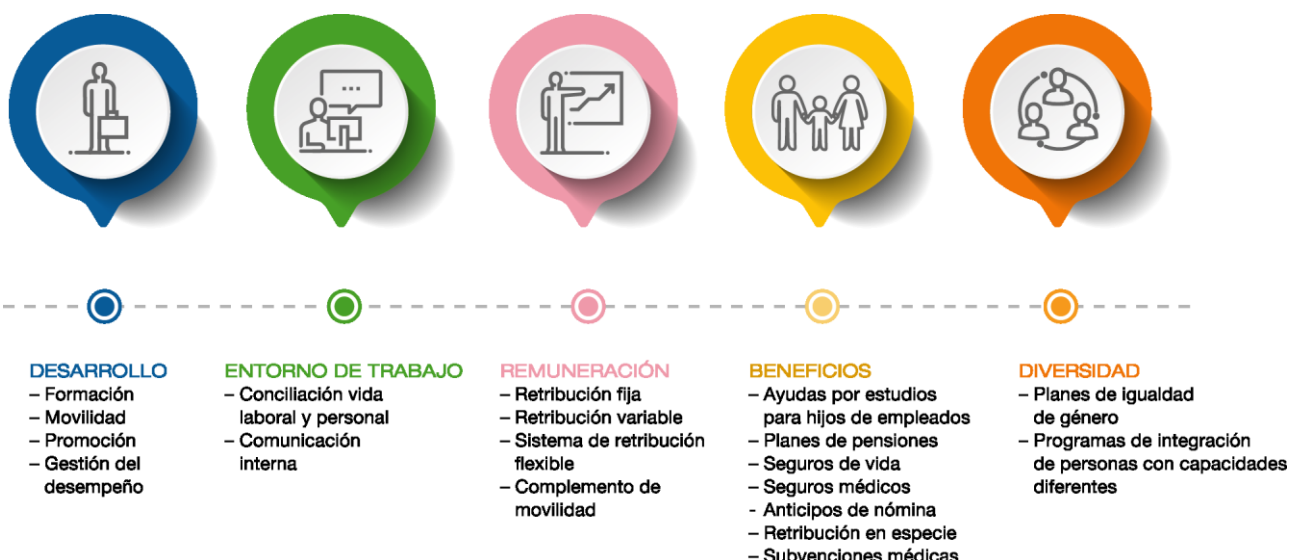 DESARROLLO
– Formación
– Movilidad
– Promoción
– Gestión del
desempeño
ENTORNO DE TRABAJO
– Conciliación vida
laboral y personal
– Comunicación
interna
REMUNERACIÓN
– Retribución fija
– Retribución variable
– Sistema de retribución
flexible
– Complemento de
movilidad
BENEFICIOS
– Ayudas por estudios
para hijos de empleados
– Planes de pensiones
– Seguros de vida
– Seguros médicos
- Anticipos de nómina
– Retribución en especie
– Subvenciones médicas
DIVERSIDAD
– Planes de igualdad
de género
– Programas de integración
de personas con capacidades
diferentes